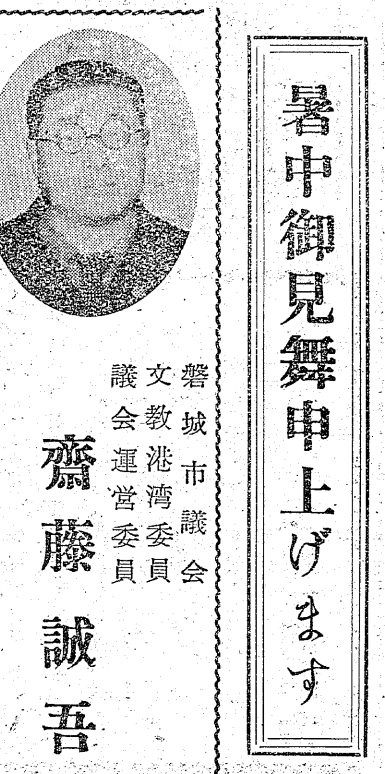 暑中御見舞申上げます
磐城市議会
文教港湾委員
議会運営委員
齋藤誠吾